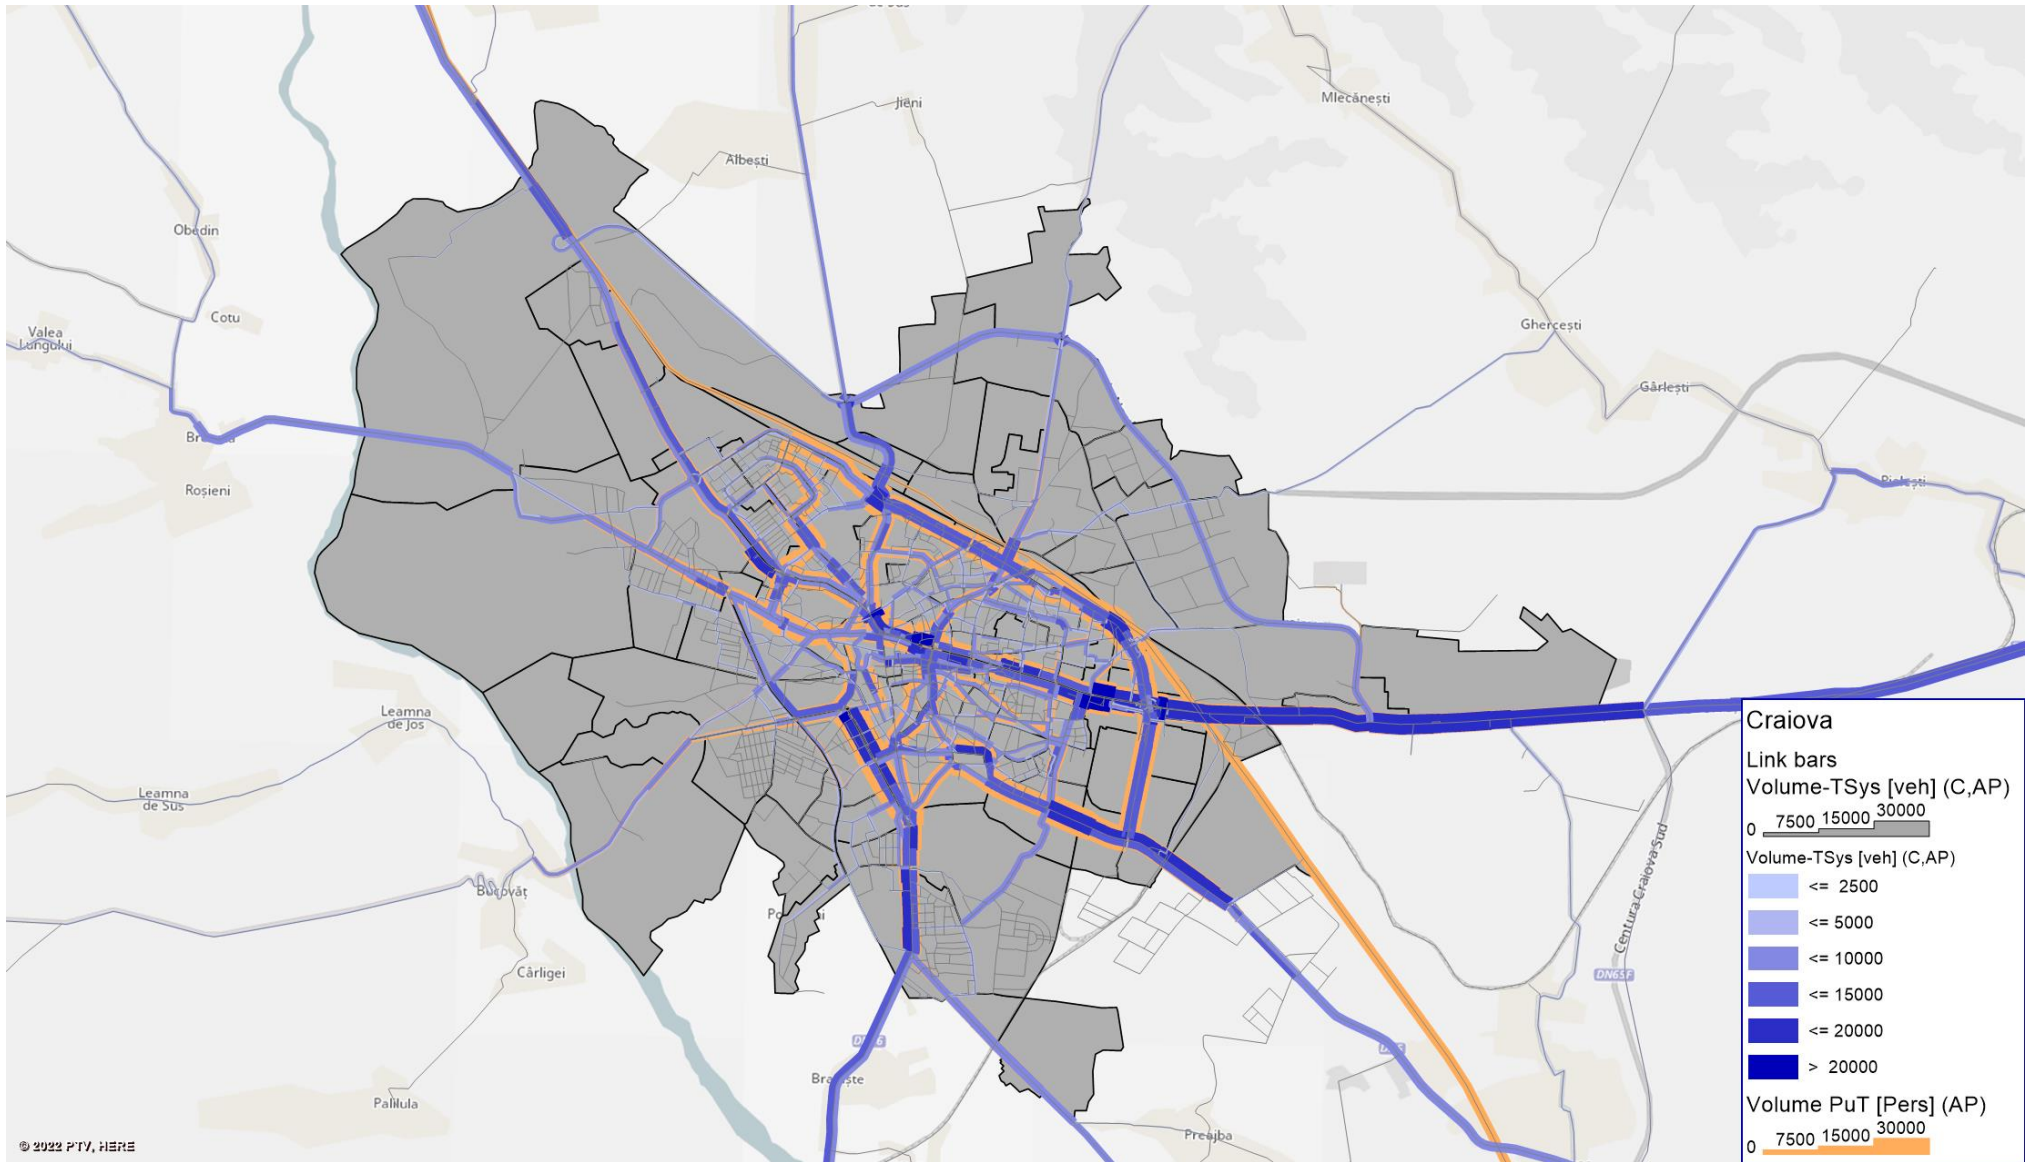 Jieni
Mlecănești
Albești
Obedin
Cotu
Valea
Lungului
Ghercești
Gârlești
Roșieni
Leamna
de Jos
Leamna
de Sus
Bucovăț
Cârligei
Palilula
Preajba
Centura Craiova Sud
DN65F
Craiova
Link bars
Volume-TSys [veh] (C,AP)
0 7500 15000 30000
Volume-TSys [veh] (C,AP)
<= 2500
<= 5000
<= 10000
<= 15000
<= 20000
> 20000
Volume PuT [Pers] (AP)
0 7500 15000 30000
© 2022 PTV, HERE